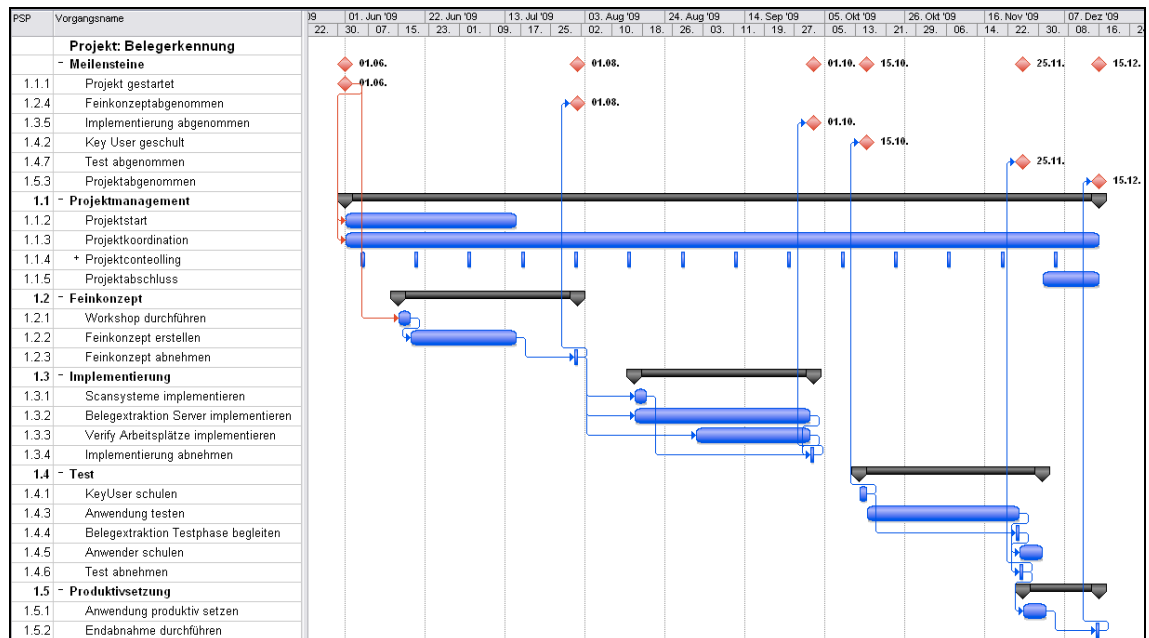 PSP Vorgangsname 19 01. Jun '09 22. Jun '09 13. Jul '09 03. Aug '09 24. Aug '09 14. Sep '09 05. Okt '09 26. Okt '09 16. Nov '09 07. Dez '09
22. 30. 07. 15. 23. 01. 09. 17. 25. 02. 10. 18. 26. 03. 11. 19. 27. 05. 13. 21. 29. 06. 14. 22. 30. 08. 16. 24
Projekt: Belegerkennung
- Meilensteine 01.06. 01.08. 01.10. 15.10. 25.11. 15.12.
1.1.1 Projekt gestartet 01.06.
1.2.4 Feinkonzeptabgenommen 01.08.
1.3.5 Implementierung abgenommen 01.10.
1.4.2 Key User geschult 15.10.
1.4.7 Test abgenommen 25.11.
1.5.3 Projektabgenommen 15.12.
1.1 - Projektmanagement
1.1.2 Projektstart
1.1.3 Projektkoordination
1.1.4 + Projektconteolling
1.1.5 Projektabschluss
1.2 - Feinkonzept
1.2.1 Workshop durchführen
1.2.2 Feinkonzept erstellen
1.2.3 Feinkonzept abnehmen
1.3 - Implementierung
1.3.1 Scansysteme implementieren
1.3.2 Belegextraktion Server implementieren
1.3.3 Verify Arbeitsplätze implementieren
1.3.4 Implementierung abnehmen
1.4 - Test
1.4.1 KeyUser schulen
1.4.3 Anwendung testen
1.4.4 Belegextraktion Testphase begleiten
1.4.5 Anwender schulen
1.4.6 Test abnehmen
1.5 - Produktivsetzung
1.5.1 Anwendung produktiv setzen
1.5.2 Endabnahme durchführen